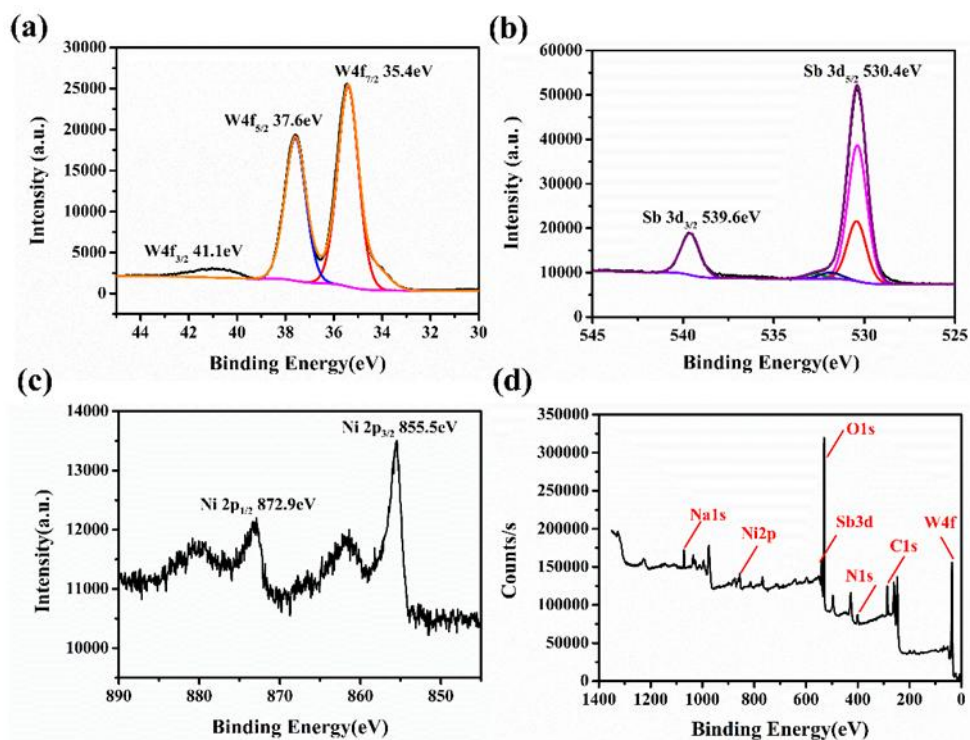 (a)
30000
25000
20000
15000
10000
5000
0
Intensity (a.u.)
W4f7/2 35.4eV
W4f5/2 37.6eV
W4f3/2 41.1eV
44 42 39 37 35 33 32 30
Binding Energy(eV)
(b)
60000
50000
40000
30000
20000
10000
0
Intensity (a.u.)
Sb 3d5/2 530.4eV
Sb 3d3/2 539.6eV
545 540 535 530 525
Binding Energy(eV)
(c)
14000
13000
12000
11000
10000
Intensity(a.u.)
Ni 2p3/2 855.5eV
Ni 2p1/2 872.9eV
890 880 870 860 850
Binding Energy(eV)
(d)
350000
300000
250000
200000
150000
100000
50000
0
Counts/s
O1s
Na1s
Ni2p
Sb3d
W4f
C1s
N1s
1400 1200 1000 800 600 400 200 0
Binding Energy(eV)